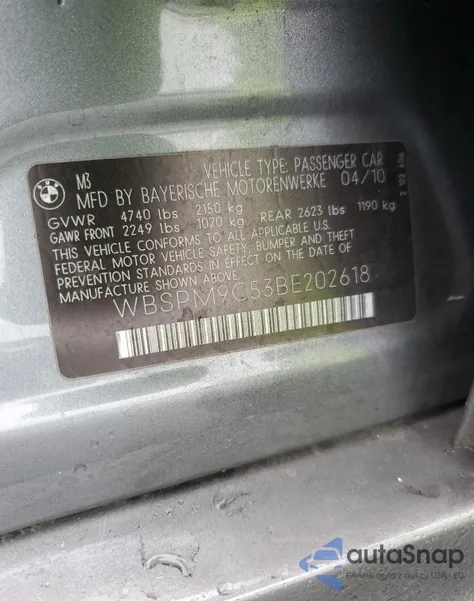 M3
VEHICLE TYPE: PASSENGER CAR
MFD BY BAYERISCHE MOTORENWERKE 04/10
GVWR 4740 lbs 2150 kg
GAWR FRONT 2249 lbs 1020 kg REAR 2623 lbs 1190 kg
THIS VEHICLE CONFORMS TO ALL APPLICABLE U.S.
FEDERAL MOTOR VEHICLE SAFETY, BUMPER AND THEFT
PREVENTION STANDARDS IN EFFECT ON THE DATE OF
MANUFACTURE SHOWN ABOVE.
WBSPM9C53BE202618
autaSnap